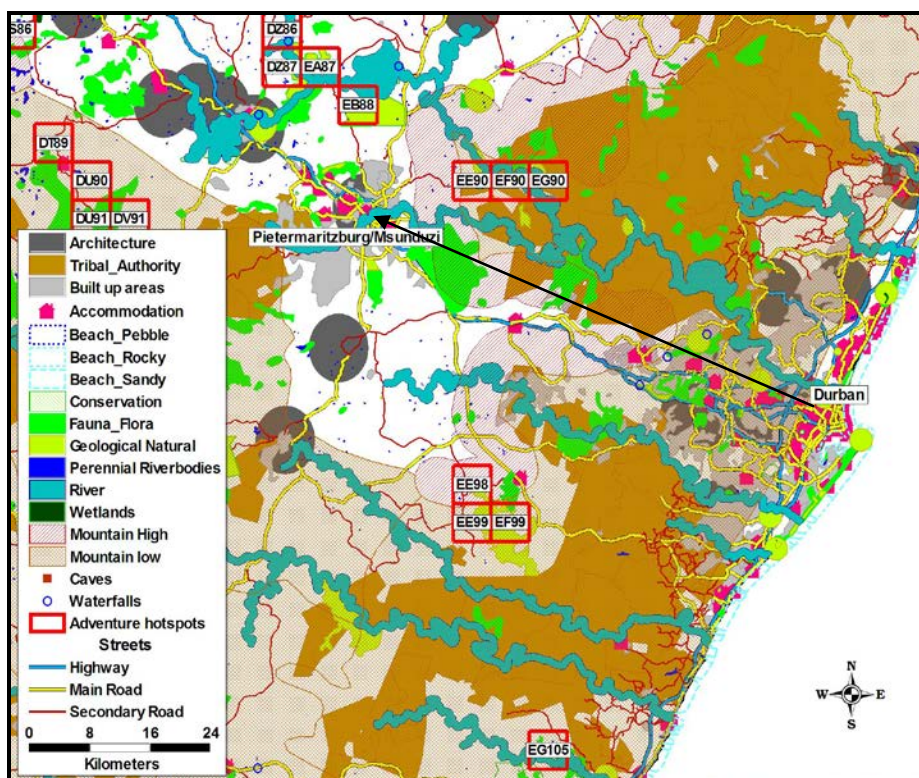 S86
DZ86
DZ87 EA87
EB88
DT89
DU90
EE90 EF90 EG90
DU91 DV91
Pietermaritzburg/Msunduzi
Durban
EE98
EE99 EF99
EG105
Architecture
Tribal_Authority
Built up areas
Accommodation
Beach_Pebble
Beach_Rocky
Beach_Sandy
Conservation
Fauna_Flora
Geological Natural
Perennial Riverbodies
River
Wetlands
Mountain High
Mountain low
Caves
Waterfalls
Adventure hotspots
Streets
Highway
Main Road
Secondary Road
0 8 16 24
Kilometers
N
W E
S